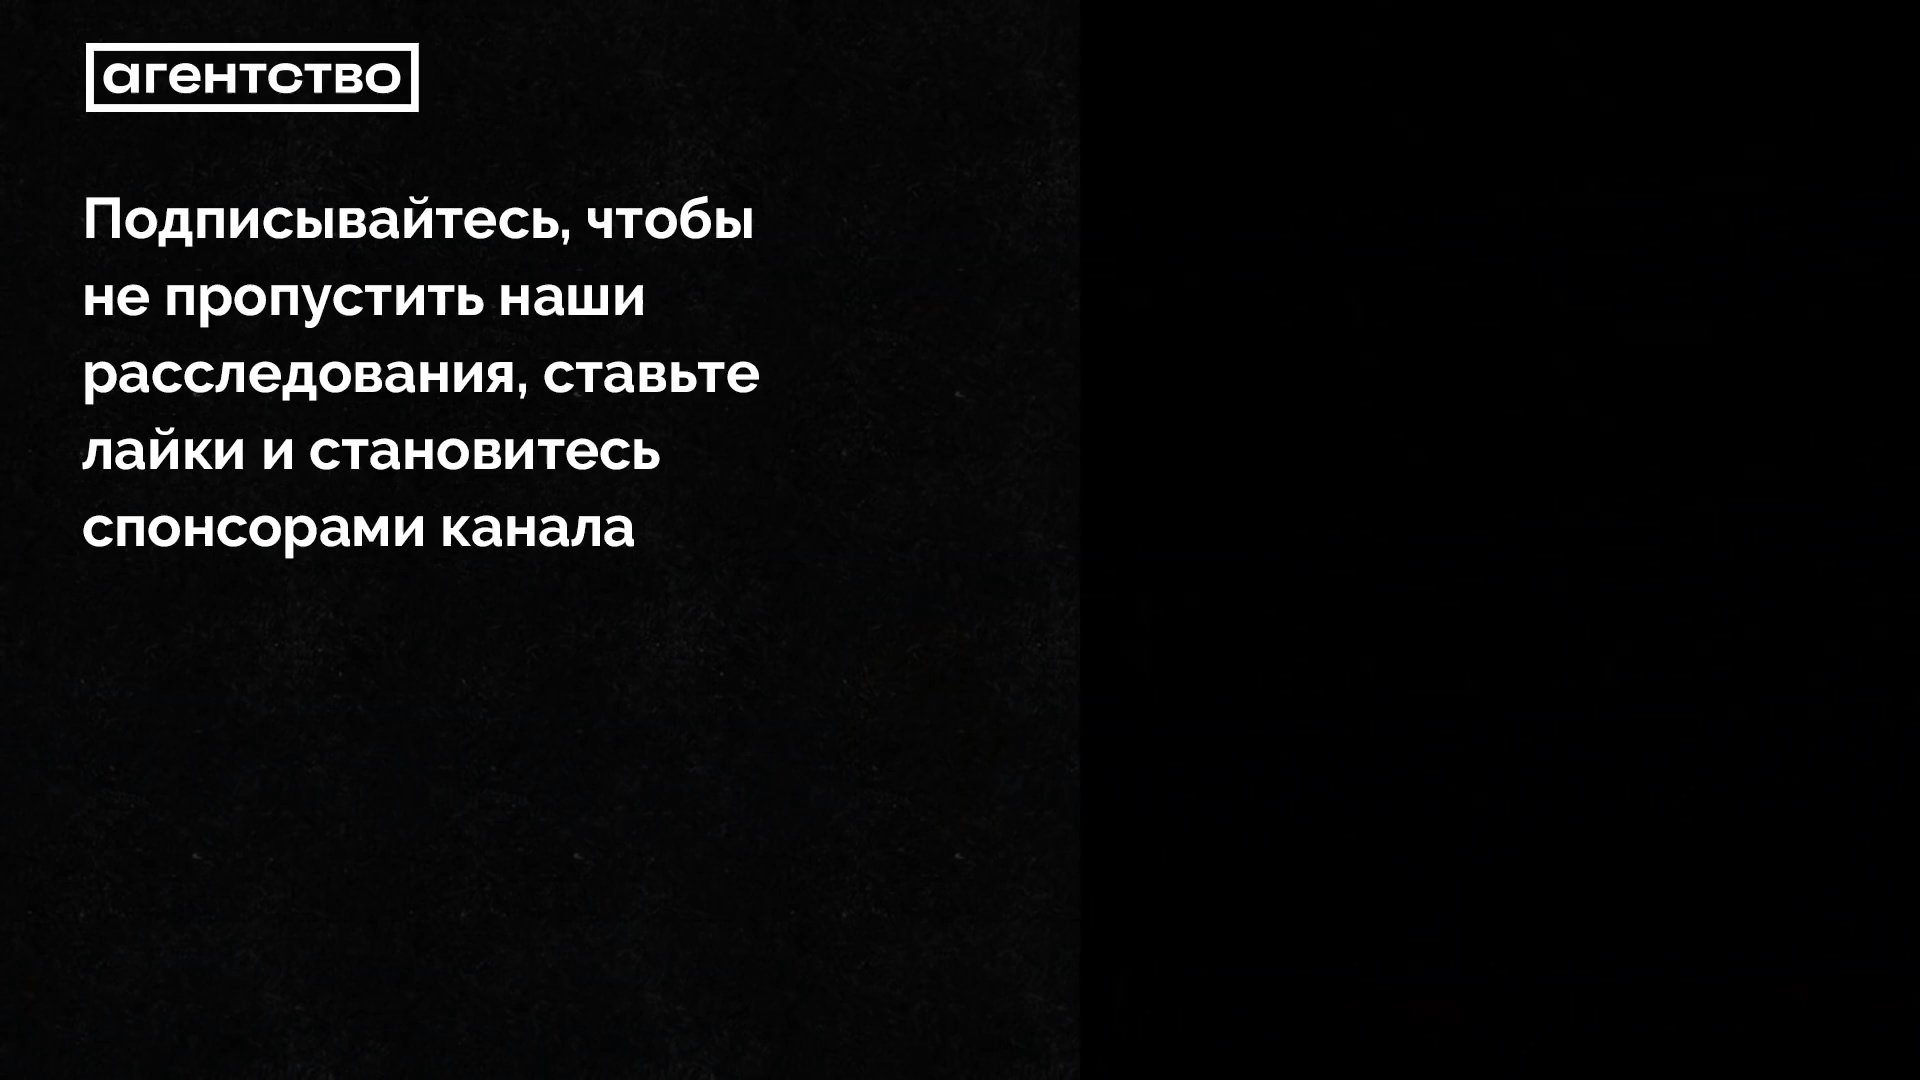 агентство
Подписывайтесь, чтобы
не пропустить наши
расследования, ставьте
лайки и становитесь
спонсорами канала